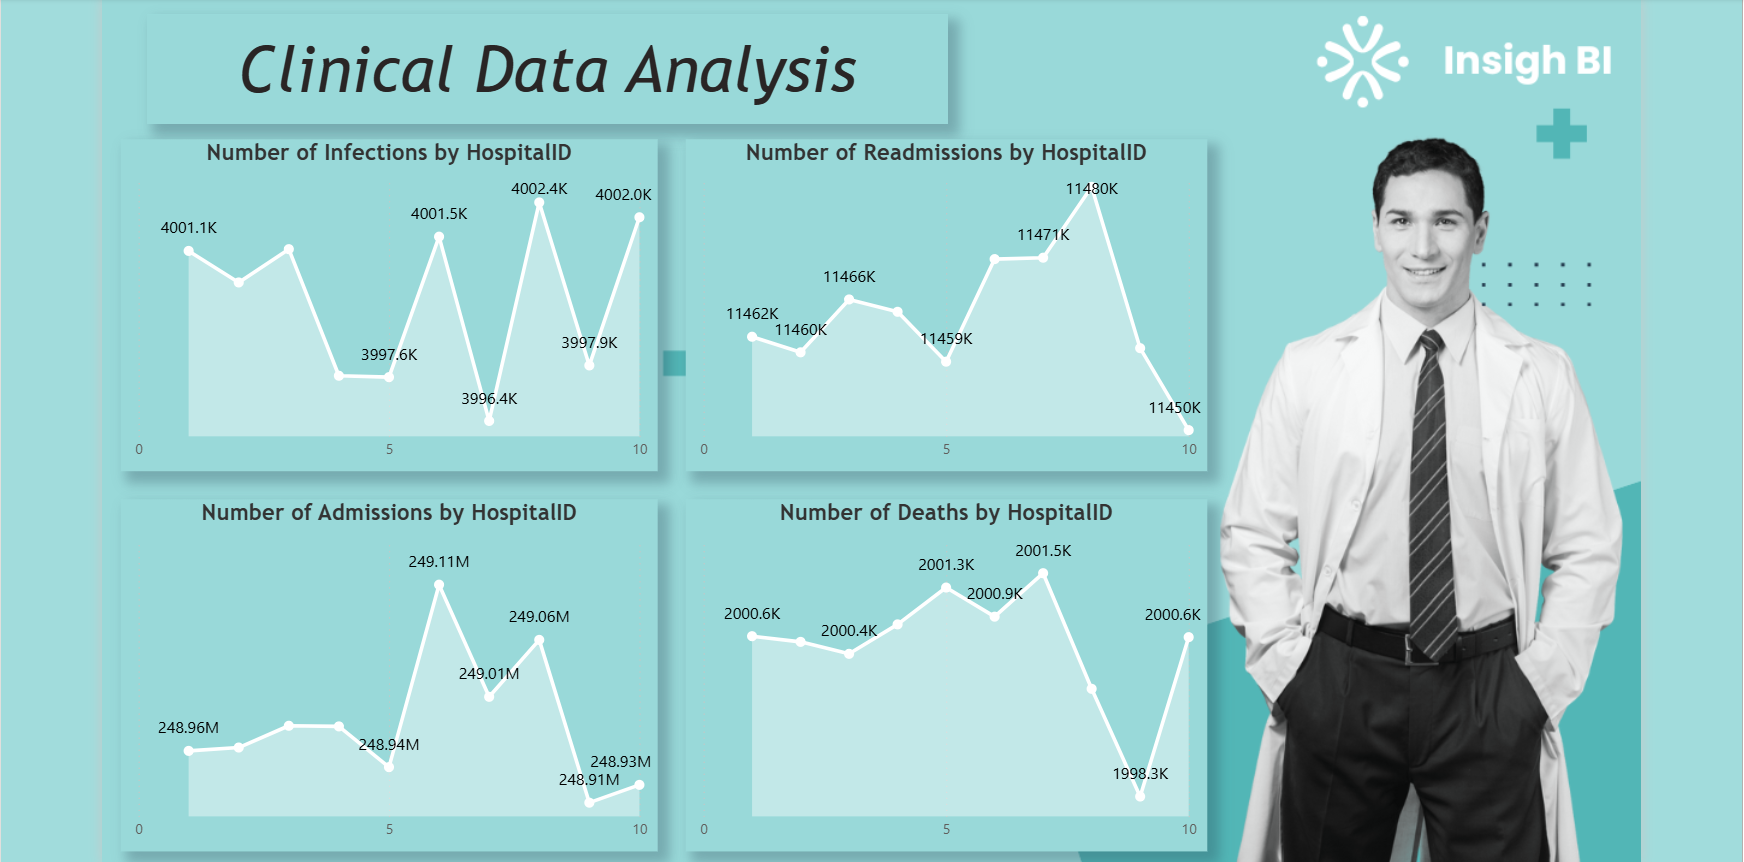 Clinical Data Analysis
Insigh BI
Number of Infections by HospitalID
4001.1K
3997.6K
4001.5K
3996.4K
4002.4K
3997.9K
4002.0K
0
5
10
Number of Readmissions by HospitalID
11462K
11460K
11466K
11459K
11471K
11480K
11450K
0
5
10
Number of Admissions by HospitalID
248.96M
248.94M
249.11M
249.01M
249.06M
248.91M
248.93M
0
5
10
Number of Deaths by HospitalID
2000.6K
2000.4K
2001.3K
2000.9K
2001.5K
1998.3K
2000.6K
0
5
10